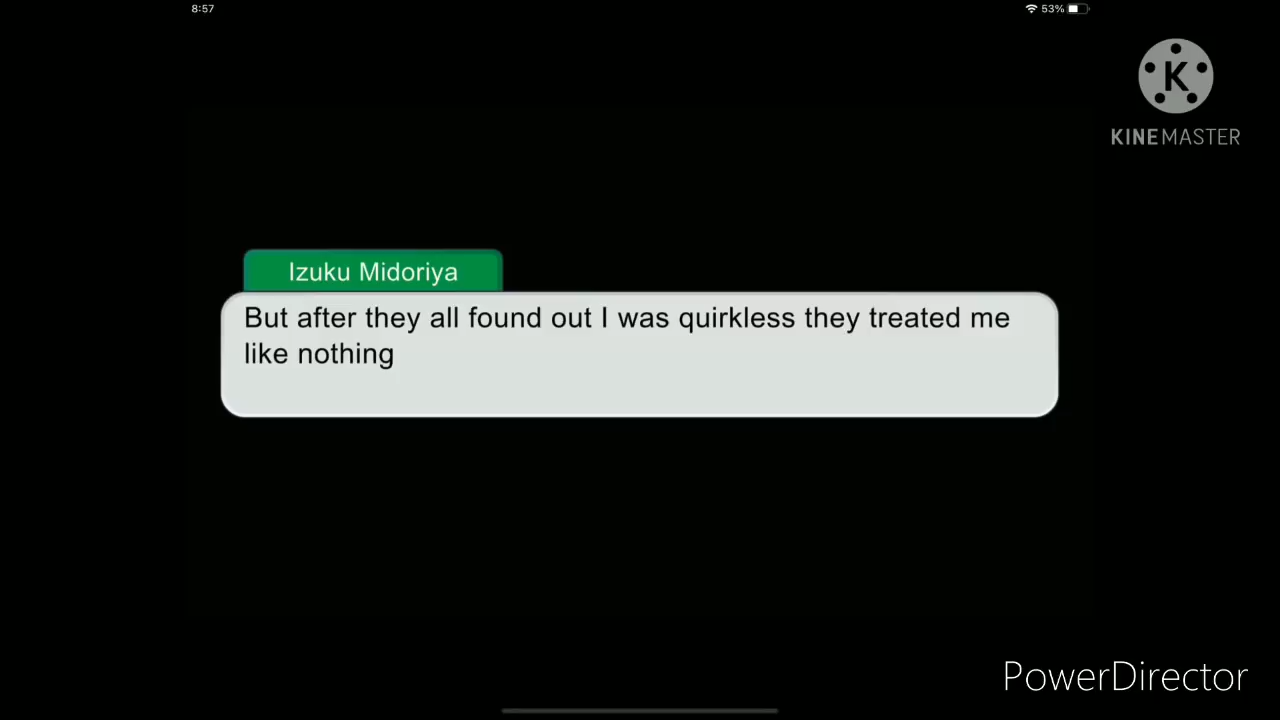 8:57
53%
K
KINEMASTER
Izuku Midoriya
But after they all found out I was quirkless they treated me
like nothing
PowerDirector